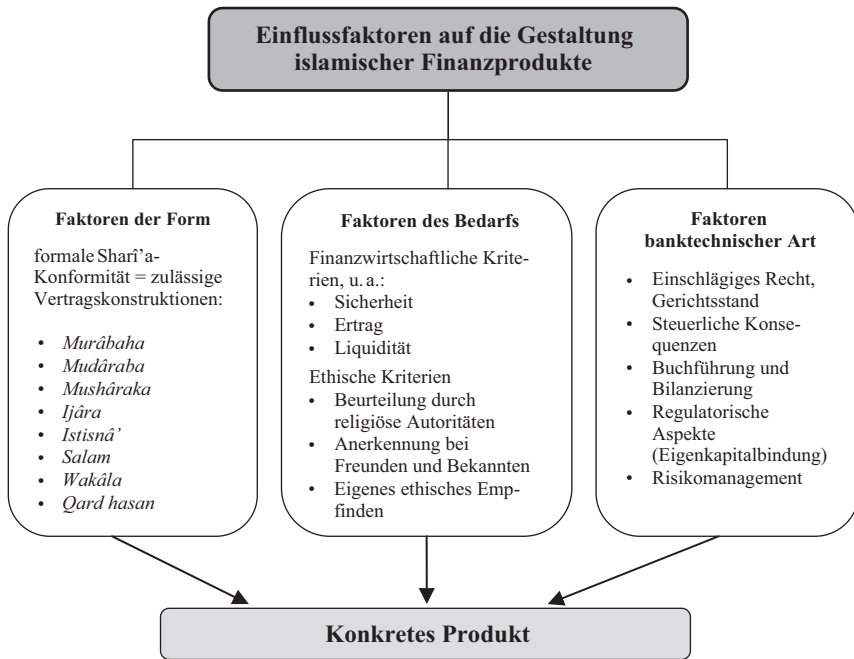 Einflussfaktoren auf die Gestaltung
islamischer Finanzprodukte
Faktoren der Form
formale Sharî’a-
Konformität = zulässige
Vertragskonstruktionen:
• Murâbaha
• Mudâraba
• Mushâraka
• Ijâra
• Istisnâ’
• Salam
• Wakâla
• Qard hasan
Faktoren des Bedarfs
Finanzwirtschaftliche Krite-
rien, u. a.:
• Sicherheit
• Ertrag
• Liquidität
Ethische Kriterien
• Beurteilung durch
religiöse Autoritäten
• Anerkennung bei
Freunden und Bekannten
• Eigenes ethisches Emp-
finden
Faktoren
banktechnischer Art
• Einschlägiges Recht,
Gerichtsstand
• Steuerliche Konse-
quenzen
• Buchführung und
Bilanzierung
• Regulatorische
Aspekte
(Eigenkapitalbindung)
• Risikomanagement
Konkretes Produkt